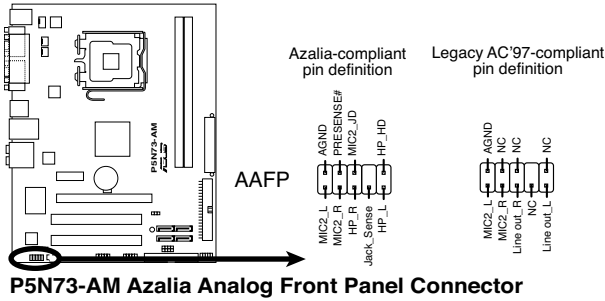 Azalia-compliant
pin definition
Legacy AC'97-compliant
pin definition
AGND
PRESENSE#
MIC2_JD
HP_HD
MIC2_L
MIC2_R
HP_R
Jack_Sense
HP_L
AGND
NC
NC
NC
MIC2_L
MIC2_R
Line out_R
NC
Line out_L
P5N73-AM
ASUS
AAFP
P5N73-AM Azalia Analog Front Panel Connector